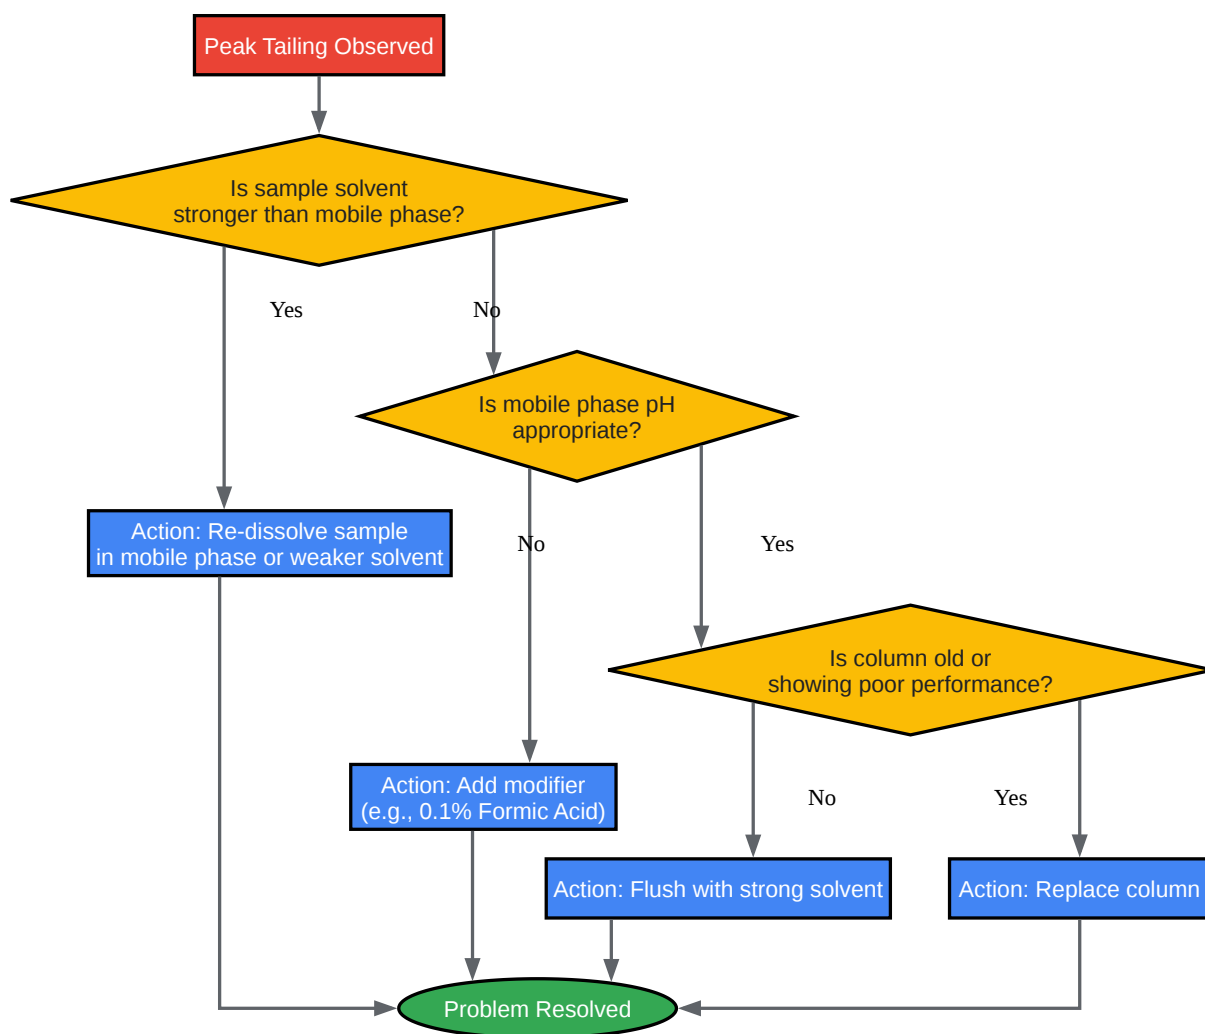 Peak Tailing Observed
Is sample solvent
stronger than mobile phase?
Yes
No
Is mobile phase pH
appropriate?
Action: Re-dissolve sample
in mobile phase or weaker solvent
No
Yes
Is column old or
showing poor performance?
Action: Add modifier
(e.g., 0.1% Formic Acid)
No
Yes
Action: Flush with strong solvent
Action: Replace column
Problem Resolved